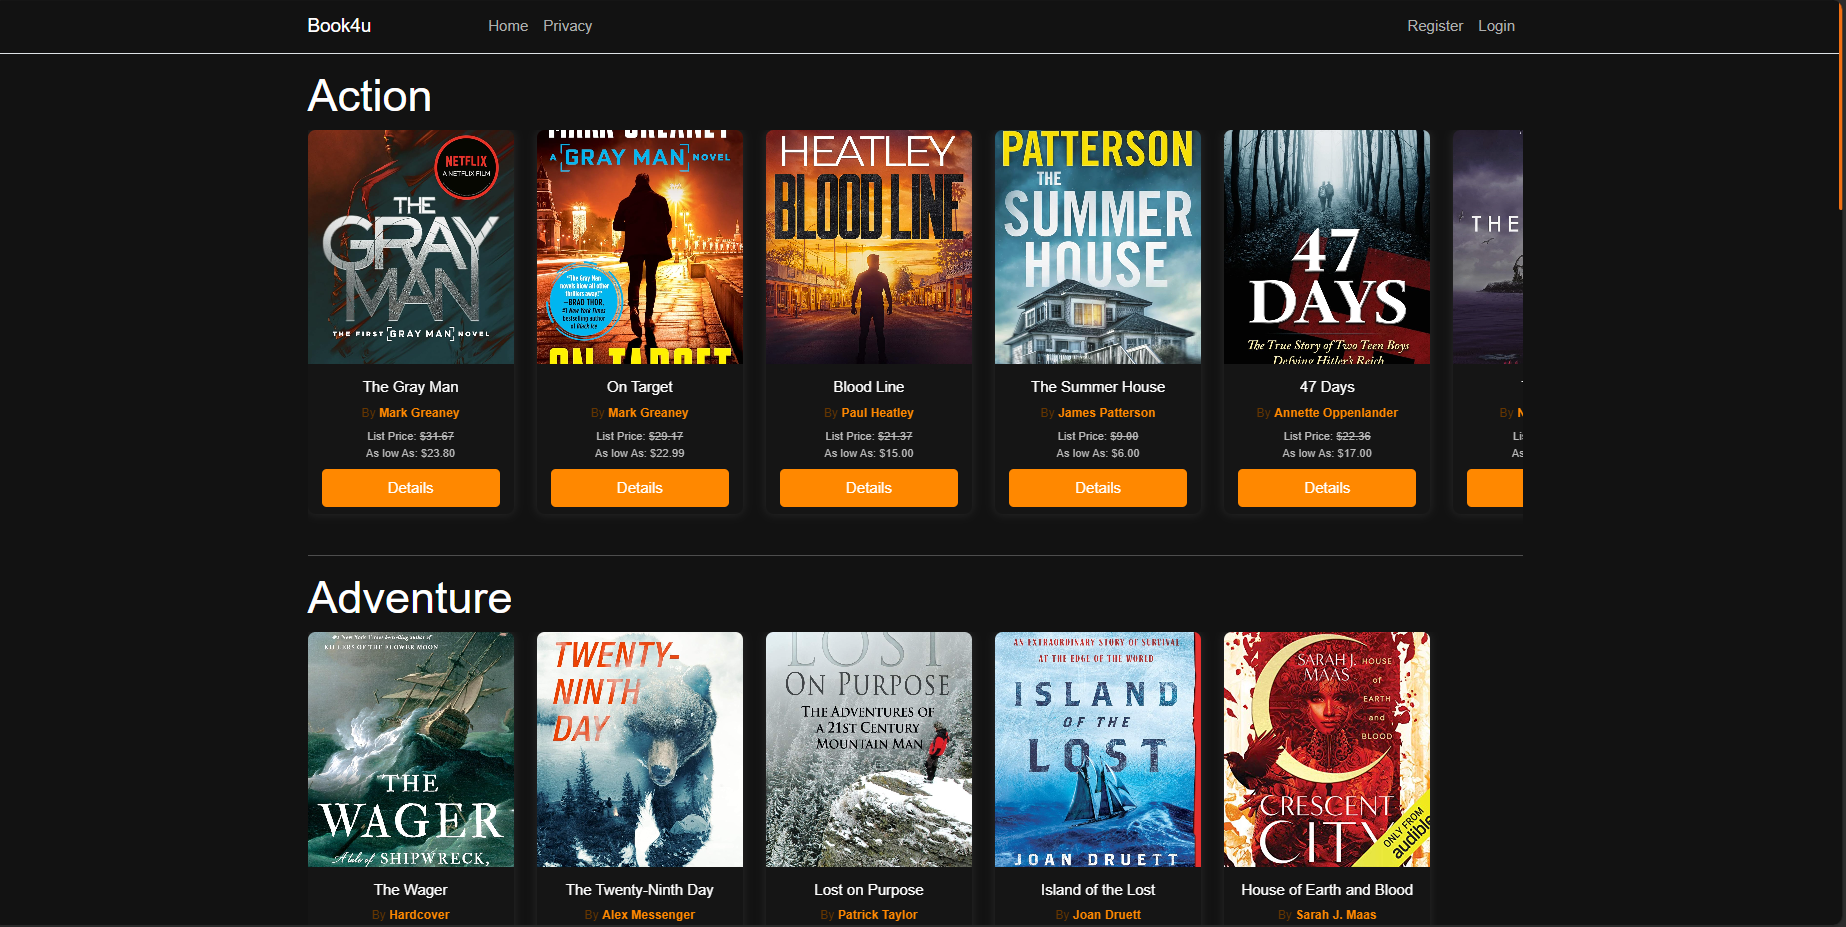 Book4u Home Privacy Register Login
Action
NETFLIX
A NETFLIX FILM
THE
GRAY
MAN
THE FIRST [GRAY MAN] NOVEL
The Gray Man
By Mark Greaney
List Price: $31.67
As low As: $23.80
Details
MARK GREANEY
A [GRAY MAN] NOVEL
"The Gray Man
novels blow all other
thrillers away!"
—BRAD THOR,
#1 New York Times
bestselling author
of Black Ice
ON TARGET
On Target
By Mark Greaney
List Price: $29.17
As low As: $22.99
Details
HEATLEY
BLOOD LINE
Blood Line
By Paul Heatley
List Price: $21.37
As low As: $15.00
Details
PATTERSON
THE
SUMMER
HOUSE
The Summer House
By James Patterson
List Price: $9.00
As low As: $6.00
Details
47
DAYS
The True Story of Two Teen Boys
Defying Hitler's Reich
47 Days
By Annette Oppenlander
List Price: $22.36
As low As: $17.00
Details
THE
By
As
Adventure
#1 New York Times bestselling author of
KILLERS OF THE FLOWER MOON
THE
WAGER
A tale of SHIPWRECK,
The Wager
By Hardcover
TWENTY-
NINTH
DAY
The Twenty-Ninth Day
By Alex Messenger
LOST
ON PURPOSE
THE ADVENTURES OF
A 21ST CENTURY
MOUNTAIN MAN
Lost on Purpose
By Patrick Taylor
AN EXTRAORDINARY STORY OF SURVIVAL
AT THE EDGE OF THE WORLD
ISLAND
OF THE
LOST
JOAN DRUETT
Island of the Lost
By Joan Druett
SARAH J.
MAAS
HOUSE
of
EARTH
and
BLOOD
CRESCENT
CITY
ONLY FROM
audible
House of Earth and Blood
By Sarah J. Maas